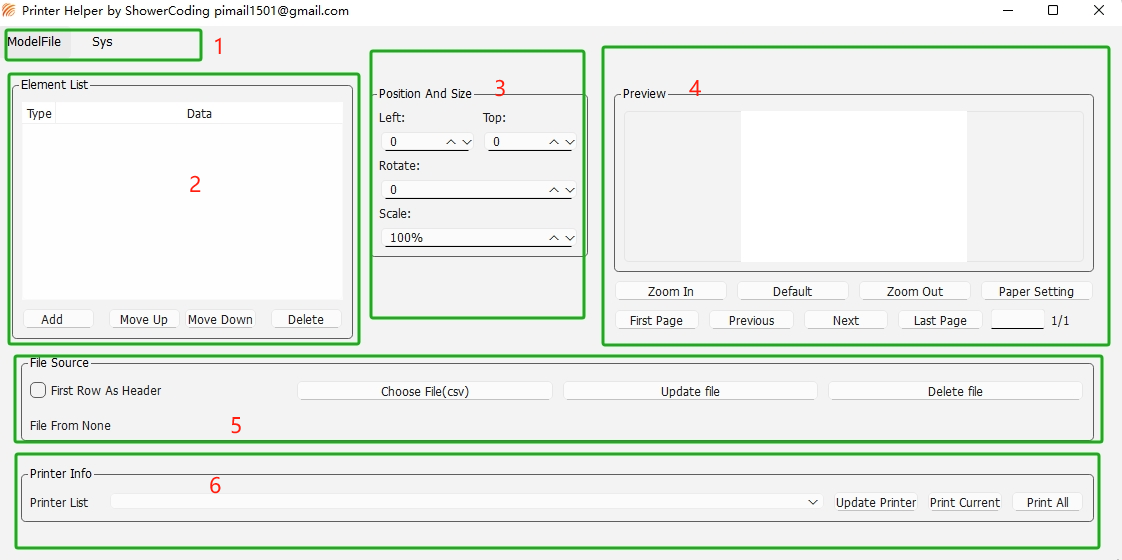 Printer Helper by ShowerCoding pimail1501@gmail.com
ModelFile Sys 1
Element List
Type Data
2
Add Move Up Move Down Delete
Position And Size 3
Left: Top:
0 0
Rotate:
0
Scale:
100%
Preview 4
Zoom In Default Zoom Out Paper Setting
First Page Previous Next Last Page 1/1
File Source
First Row As Header Choose File(csv) Update file Delete file
File From None 5
Printer Info 6
Printer List Update Printer Print Current Print All